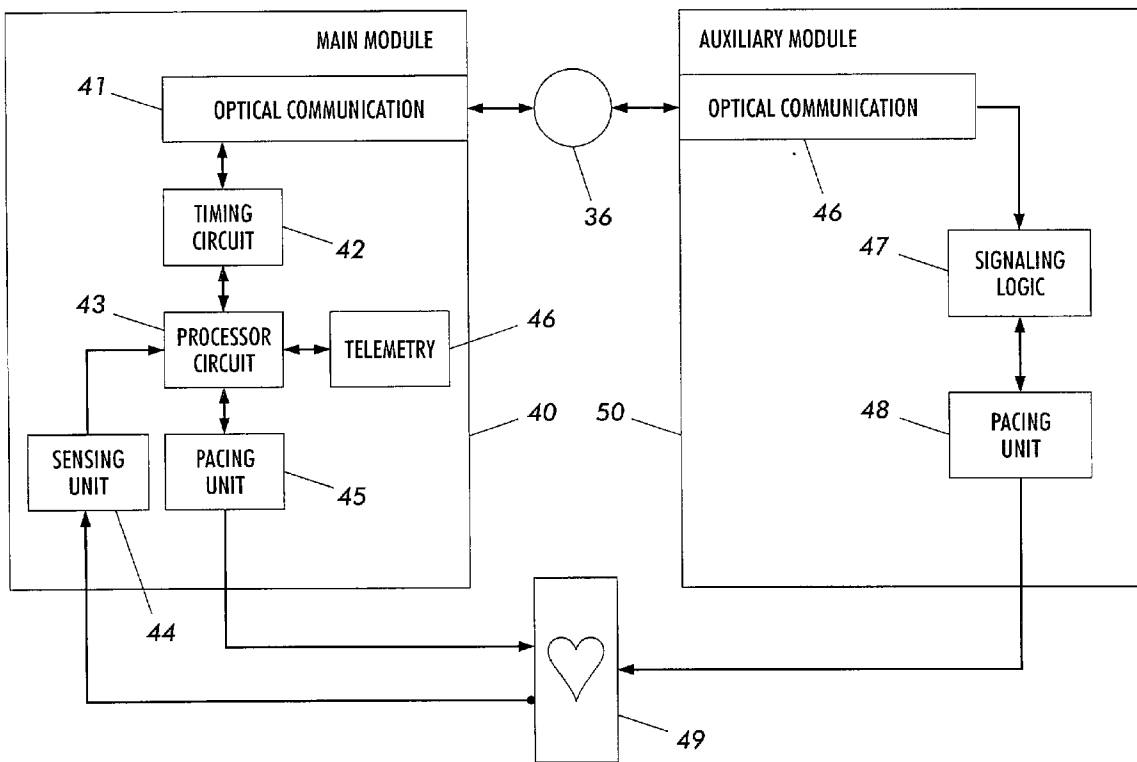 MAIN MODULE
AUXILIARY MODULE
41
OPTICAL COMMUNICATION
OPTICAL COMMUNICATION
36
46
TIMING
CIRCUIT
42
47
SIGNALING
LOGIC
43
PROCESSOR
CIRCUIT
TELEMETRY
46
40
50
48
PACING
UNIT
SENSING
UNIT
PACING
UNIT
45
44
49